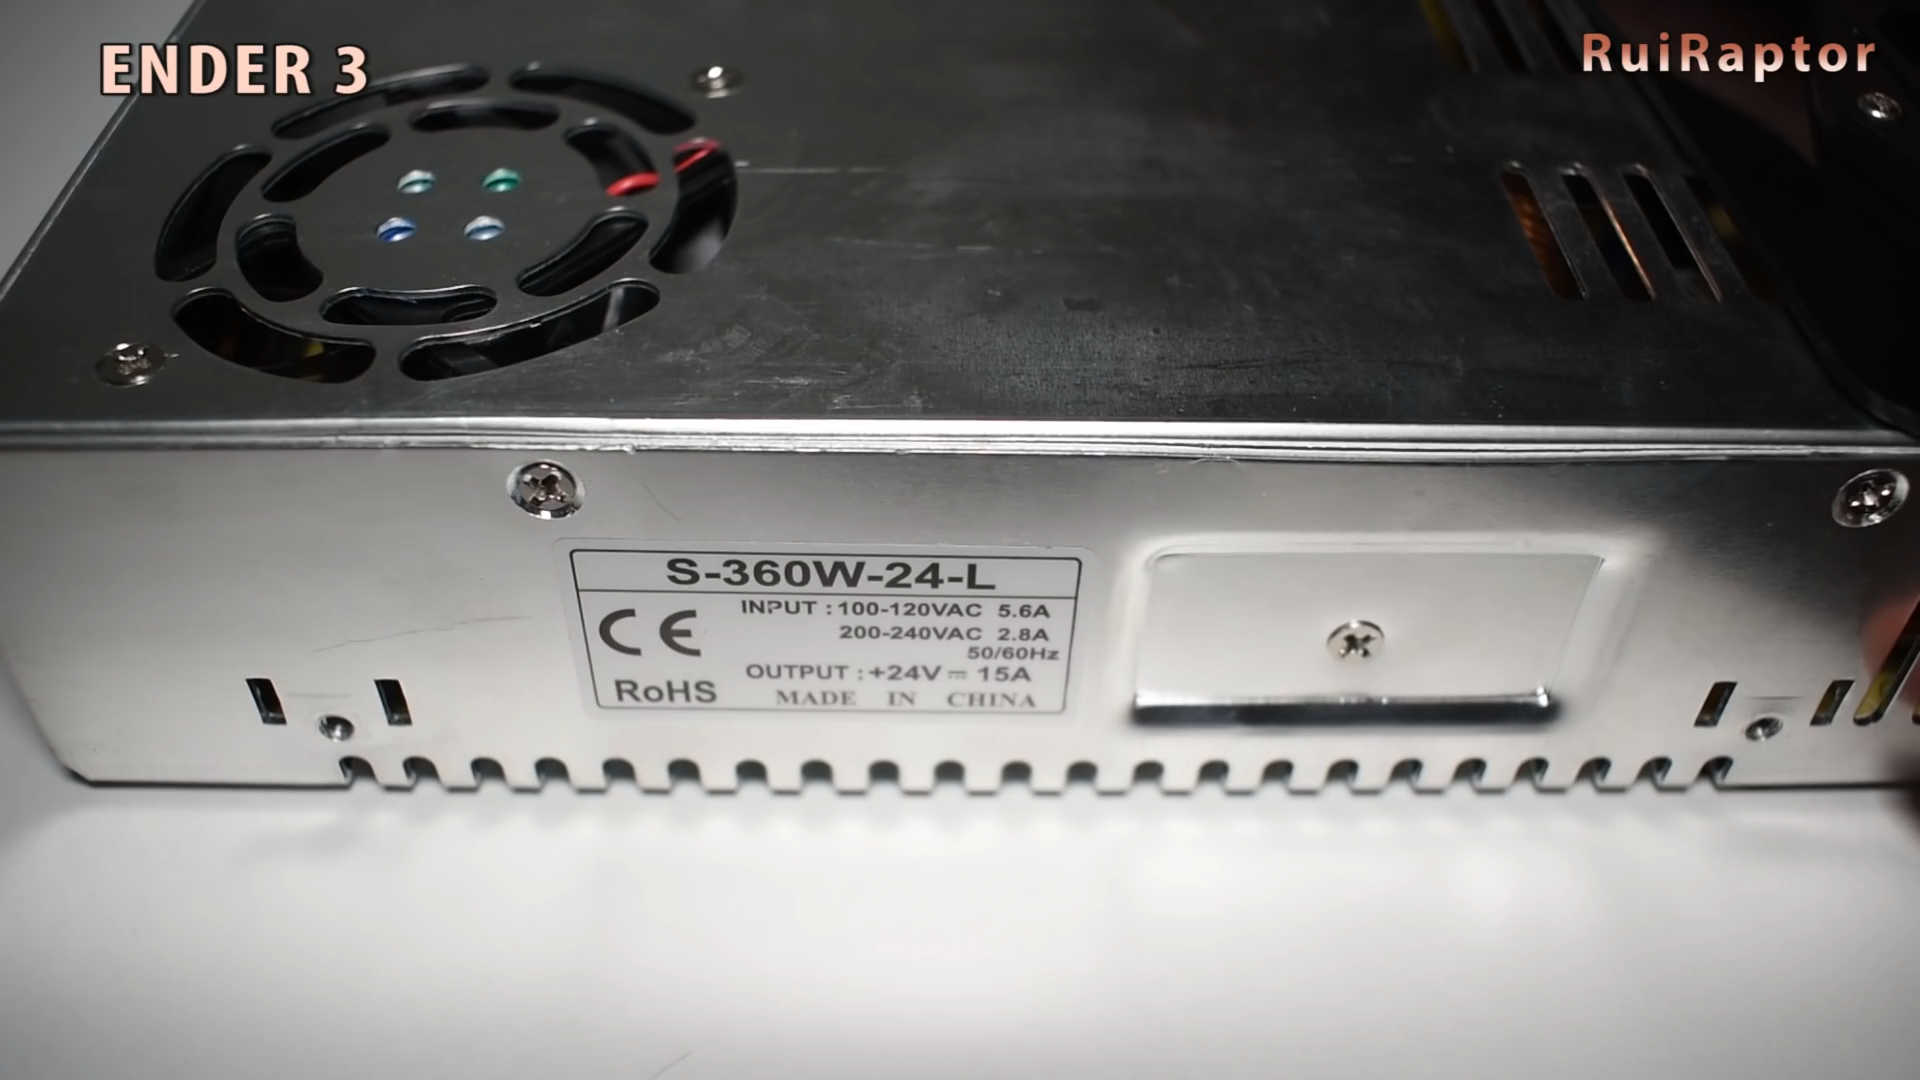 ENDER 3
RuiRaptor
S-360W-24-L
CE
INPUT : 100-120VAC 5.6A
200-240VAC 2.8A
50/60Hz
OUTPUT : +24V⎓15A
RoHS
MADE IN CHINA